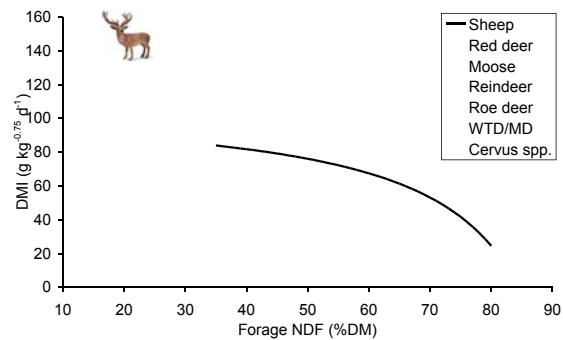 160
140
120
100
80
60
40
20
0
DMI (g kg-0.75 d-1)
10 20 30 40 50 60 70 80 90
Forage NDF (%DM)
Sheep
Red deer
Moose
Reindeer
Roe deer
WTD/MD
Cervus spp.